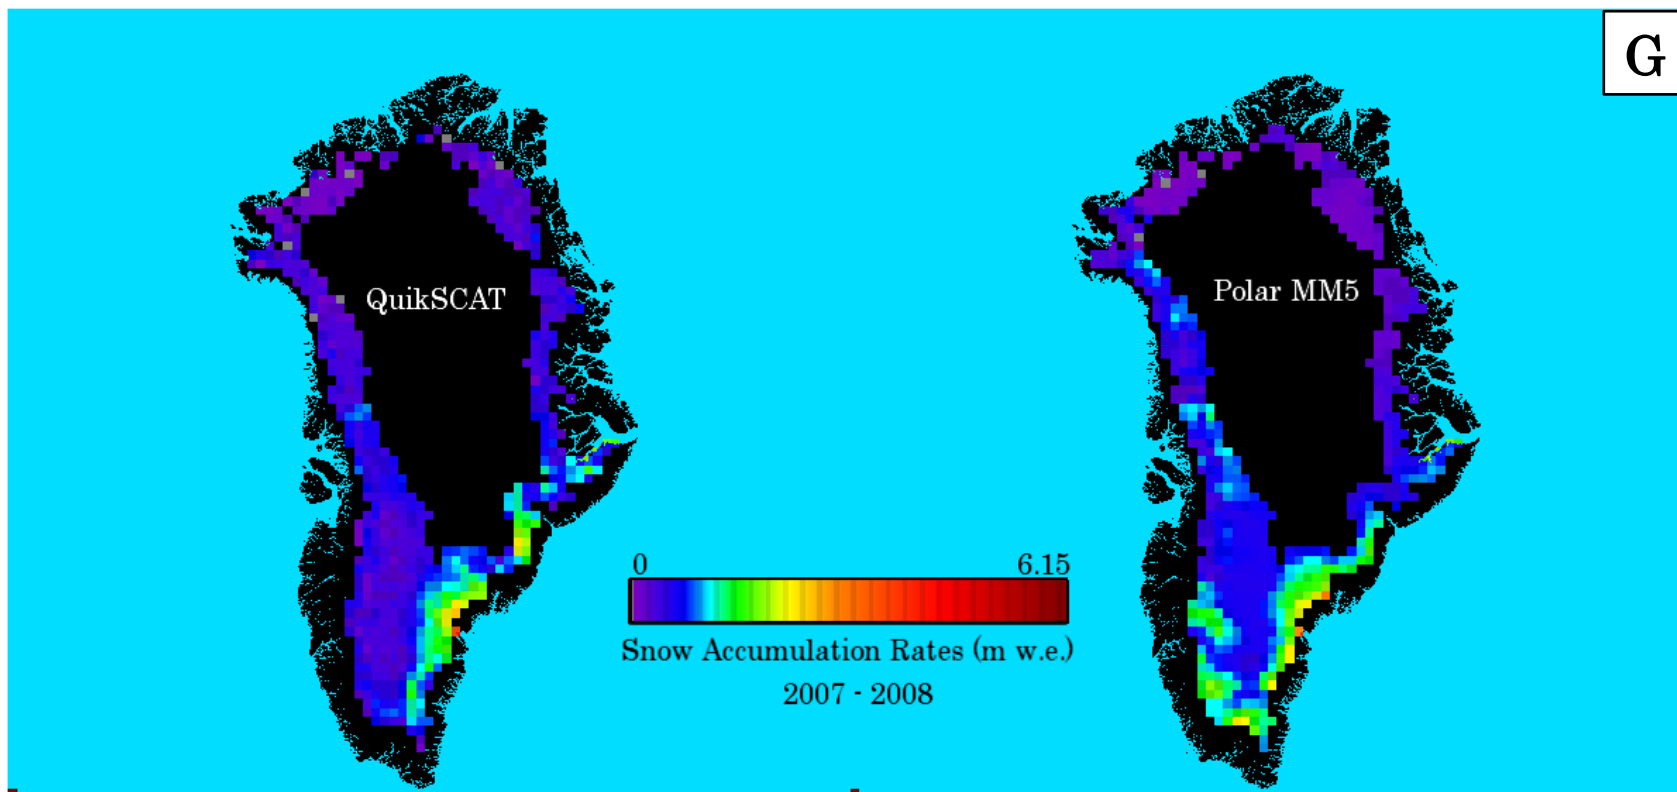 G
QuikSCAT
Polar MM5
0 6.15
Snow Accumulation Rates (m w.e.)
2007 - 2008